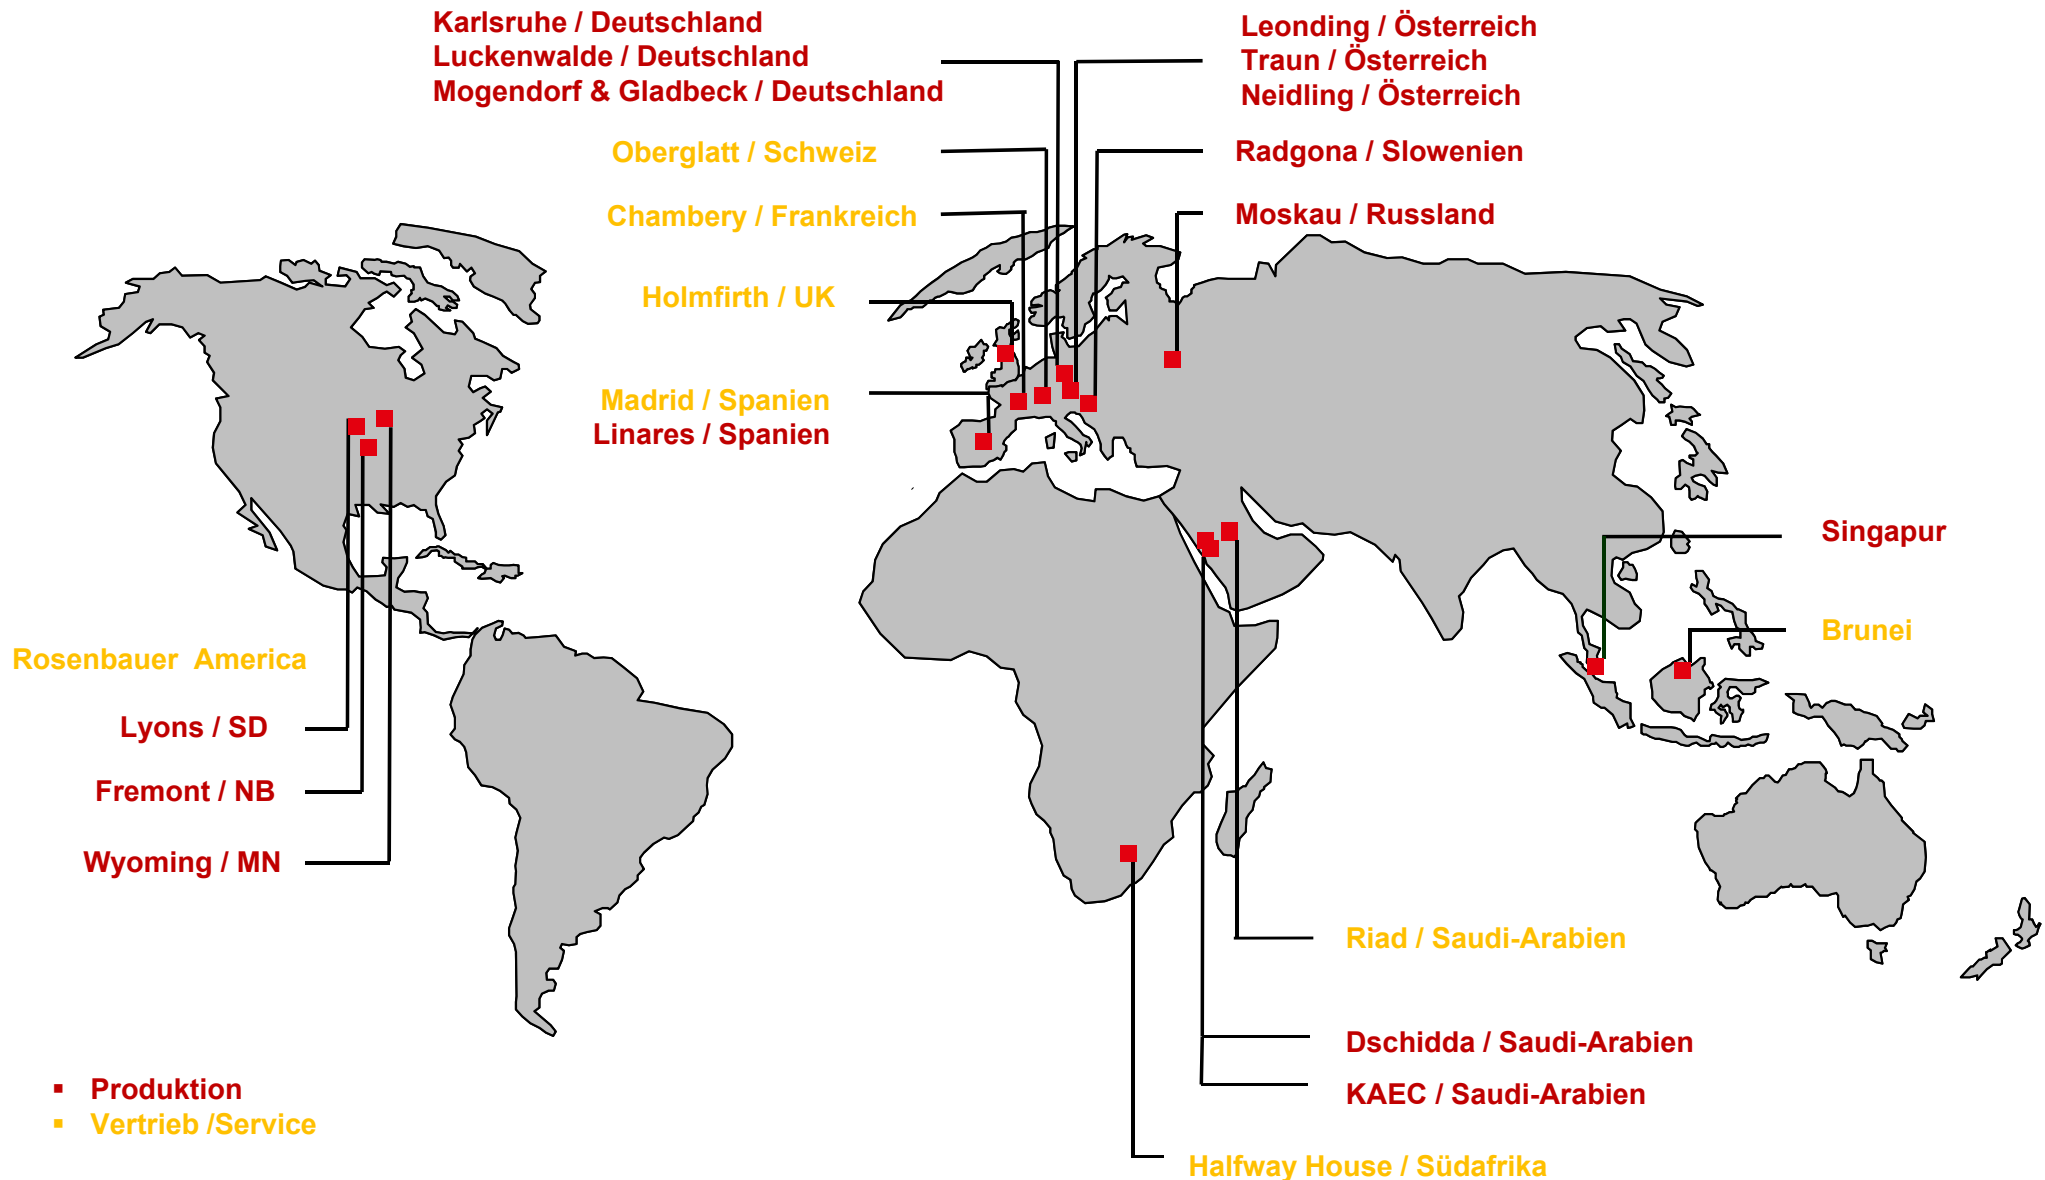 Karlsruhe / Deutschland
Luckenwalde / Deutschland
Mogendorf & Gladbeck / Deutschland
Leonding / Österreich
Traun / Österreich
Neidling / Österreich
Oberglatt / Schweiz
Radgona / Slowenien
Chambery / Frankreich
Moskau / Russland
Holmfirth / UK
Madrid / Spanien
Linares / Spanien
Singapur
Brunei
Rosenbauer America
Lyons / SD
Fremont / NB
Wyoming / MN
Riad / Saudi-Arabien
Dschidda / Saudi-Arabien
KAEC / Saudi-Arabien
Halfway House / Südafrika
▪ Produktion
▪ Vertrieb /Service